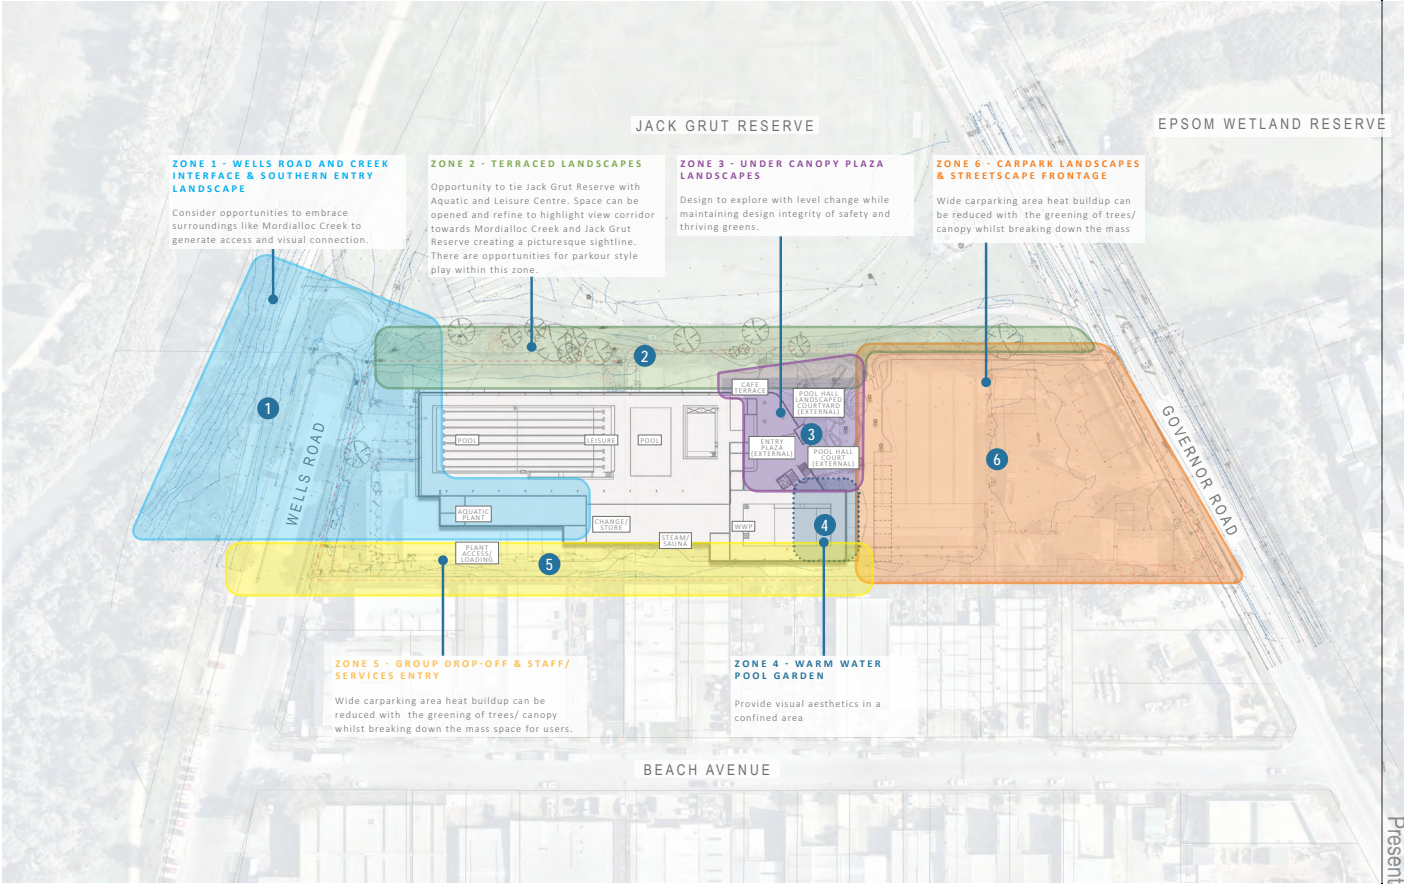 JACK GRUT RESERVE
EPSOM WETLAND RESERVE
ZONE 1 - WELLS ROAD AND CREEK
INTERFACE & SOUTHERN ENTRY
LANDSCAPE
Consider opportunities to embrace
surroundings like Mordialloc Creek to
generate access and visual connection.
ZONE 2 - TERRACED LANDSCAPES
Opportunity to tie Jack Grut Reserve with
Aquatic and Leisure Centre. Space can be
opened and refine to highlight view corridor
towards Mordialloc Creek and Jack Grut
Reserve creating a picturesque sightline.
There are opportunities for parkour style
play within this zone.
ZONE 3 - UNDER CANOPY PLAZA
LANDSCAPES
Design to explore with level change while
maintaining design integrity of safety and
thriving greens.
ZONE 6 - CARPARK LANDSCAPES
& STREETSCAPE FRONTAGE
Wide carparking area heat buildup can
be reduced with the greening of trees/
canopy whilst breaking down the mass
2
CAFE
TERRACE
POOL HALL
LANDSCAPED
COURTYARD
(EXTERNAL)
1
WELLS ROAD
POOL
LEISURE
POOL
3
ENTRY
PLAZA
(EXTERNAL)
POOL HALL
COURT
(EXTERNAL)
6
GOVERNOR ROAD
AQUATIC
PLANT
CHANGE/
STORE
WWP
4
STEAM/
SAUNA
PLANT
ACCESS/
LOADING
5
ZONE 5 - GROUP DROP-OFF & STAFF/
SERVICES ENTRY
Wide carparking area heat buildup can be
reduced with the greening of trees/ canopy
whilst breaking down the mass space for users.
ZONE 4 - WARM WATER
POOL GARDEN
Provide visual aesthetics in a
confined area
BEACH AVENUE
Present